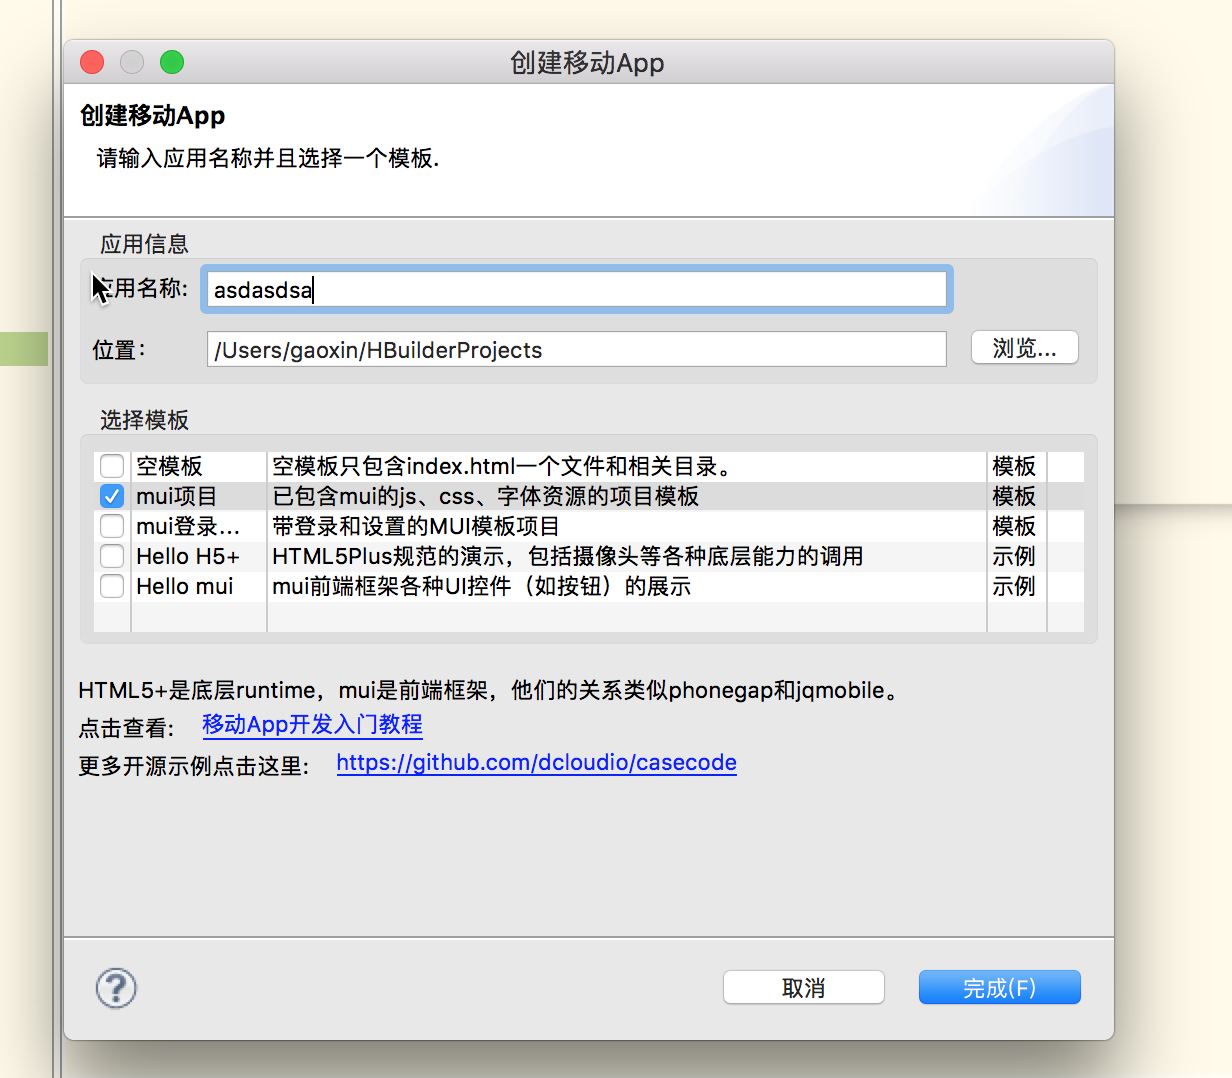 创建移动App
创建移动App
请输入应用名称并且选择一个模板.
应用信息
应用名称: asdasdsa
位置： /Users/gaoxin/HBuilderProjects 浏览...
选择模板
空模板 空模板只包含index.html一个文件和相关目录。 模板
mui项目 已包含mui的js、css、字体资源的项目模板 模板
mui登录... 带登录和设置的MUI模板项目 模板
Hello H5+ HTML5Plus规范的演示，包括摄像头等各种底层能力的调用 示例
Hello mui mui前端框架各种UI控件（如按钮）的展示 示例
HTML5+是底层runtime，mui是前端框架，他们的关系类似phonegap和jqmobile。
点击查看: 移动App开发入门教程
更多开源示例点击这里: https://github.com/dcloudio/casecode
? 取消 完成(F)